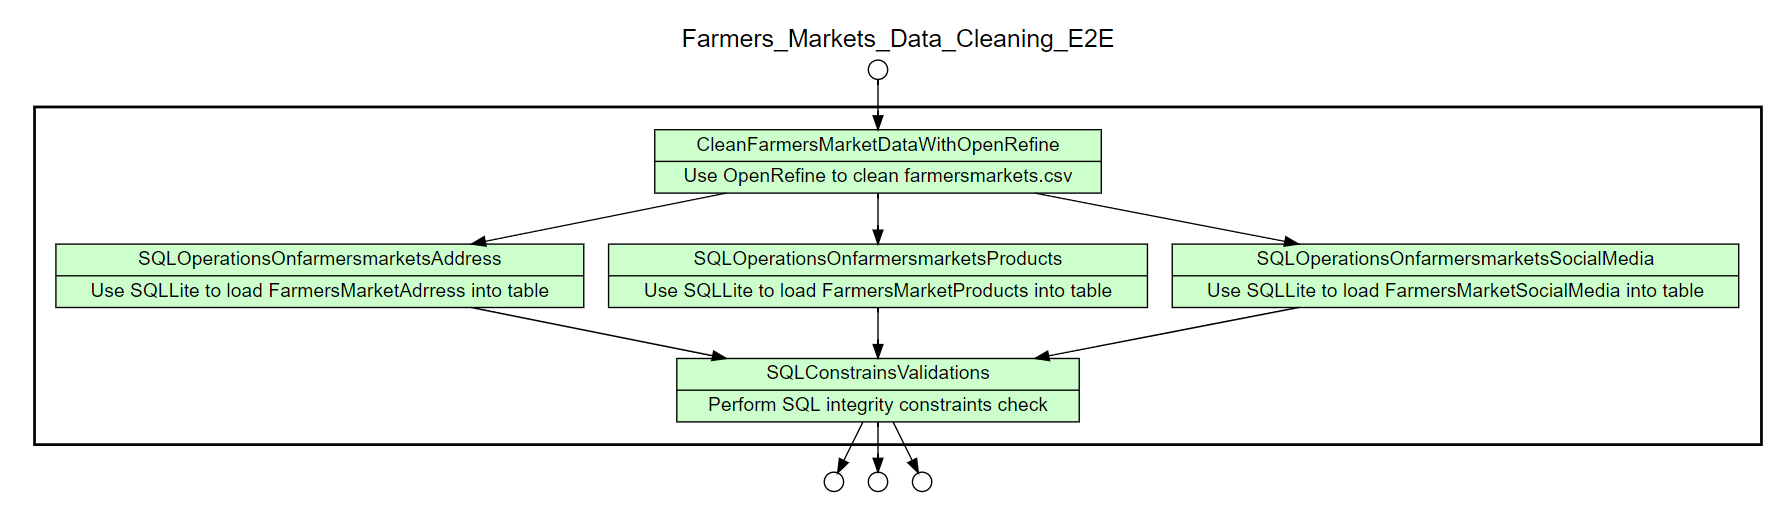 Farmers_Markets_Data_Cleaning_E2E
CleanFarmersMarketDataWithOpenRefine
Use OpenRefine to clean farmersmarkets.csv
SQLOperationsOnfarmersmarketsAddress
Use SQLLite to load FarmersMarketAdrress into table
SQLOperationsOnfarmersmarketsProducts
Use SQLLite to load FarmersMarketProducts into table
SQLOperationsOnfarmersmarketsSocialMedia
Use SQLLite to load FarmersMarketSocialMedia into table
SQLConstrainsValidations
Perform SQL integrity constraints check